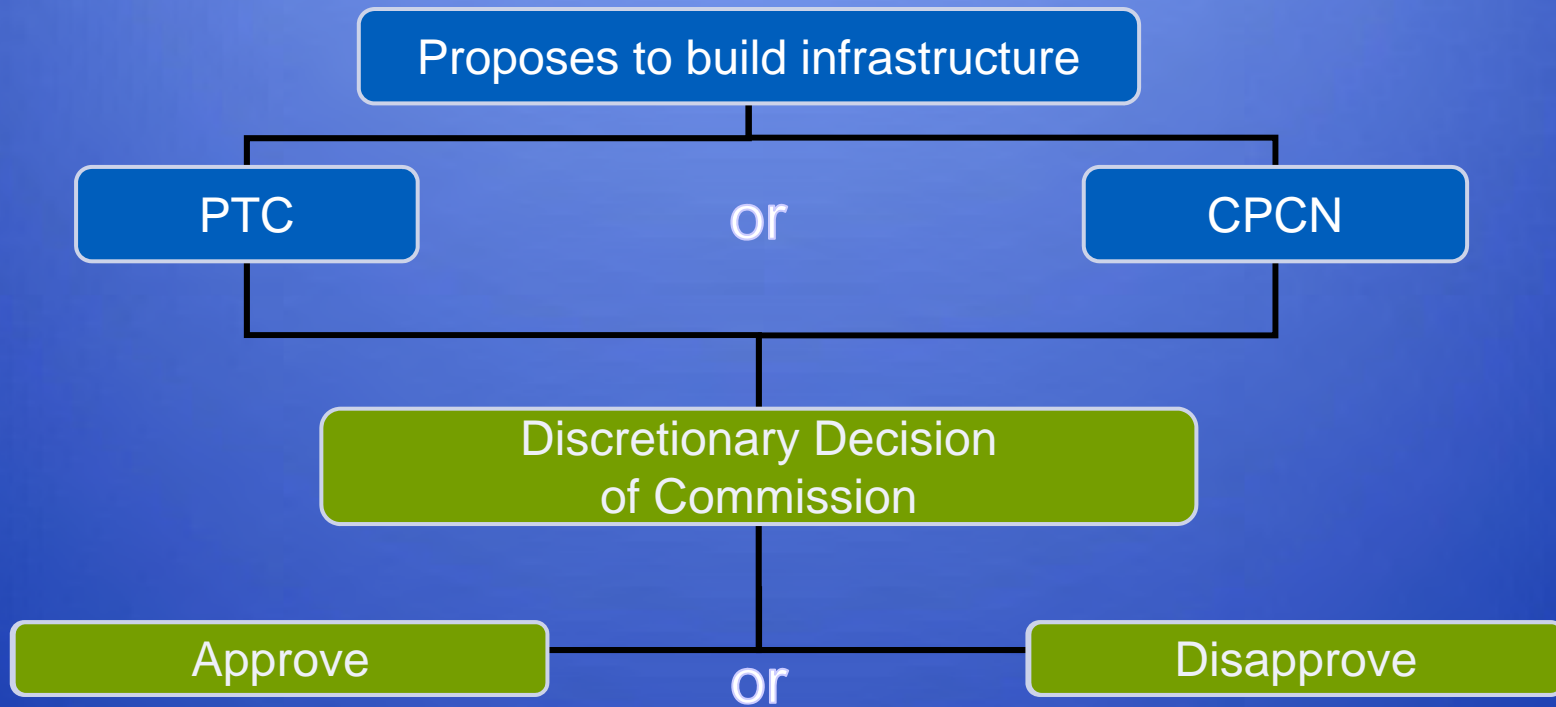 Proposes to build infrastructure
PTC
or
CPCN
Discretionary Decision
of Commission
Approve
or
Disapprove